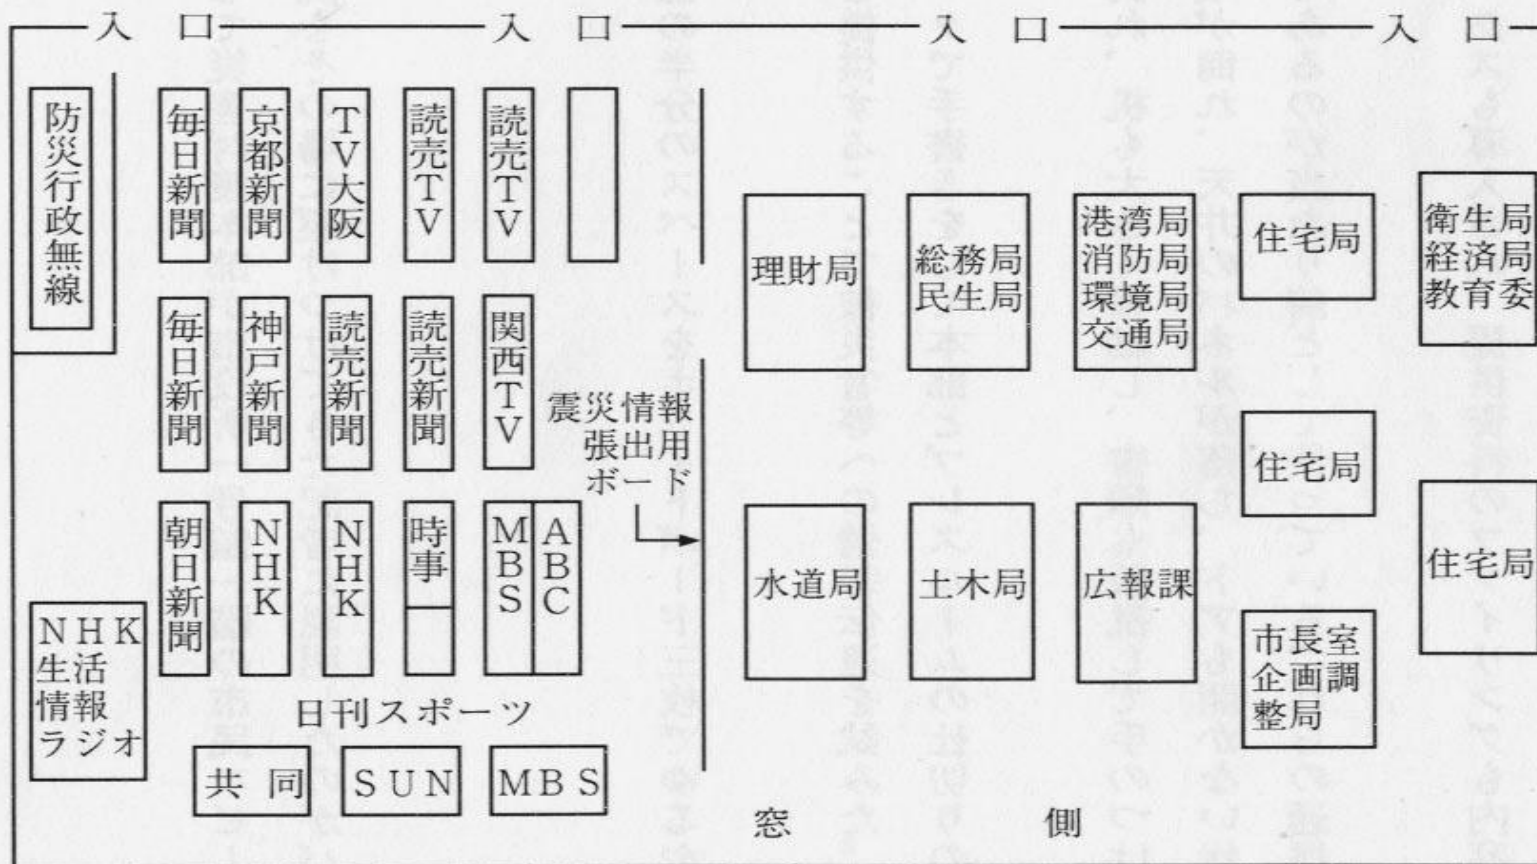 入口
入口
入口
入口
防災行政無線
毎日新聞
京都新聞
TV大阪
読売TV
読売TV
毎日新聞
神戸新聞
読売新聞
読売新聞
関西TV
朝日新聞
NHK
NHK
時事
MBS
ABC
NHK
生活
情報
ラジオ
日刊スポーツ
共同
SUN
MBS
震災情報
張出用
ボード
理財局
総務局
民生局
港湾局
消防局
環境局
交通局
住宅局
衛生局
経済局
教育委
住宅局
水道局
土木局
広報課
市長室
企画調
整局
住宅局
窓側